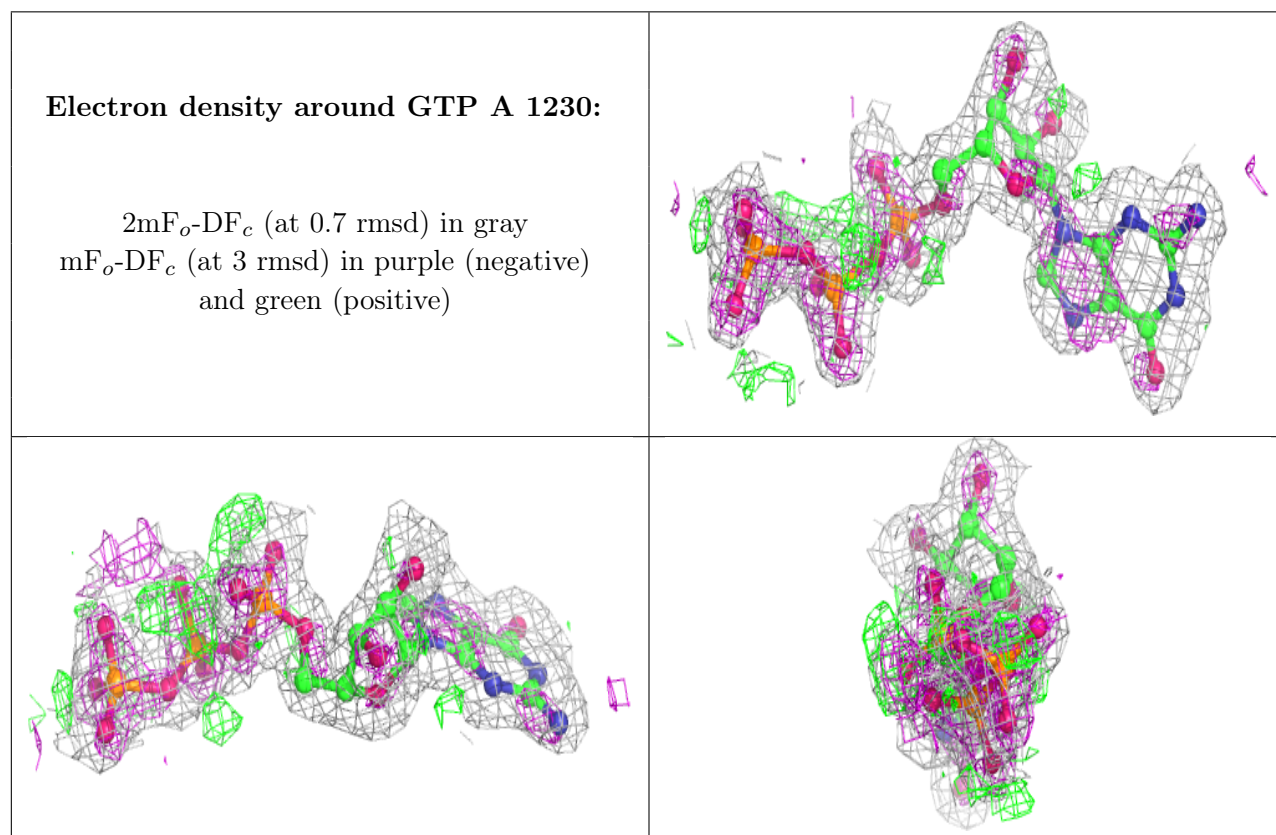 Electron density around GTP A 1230:
2mFo-DFc (at 0.7 rmsd) in gray
mFo-DFc (at 3 rmsd) in purple (negative)
and green (positive)